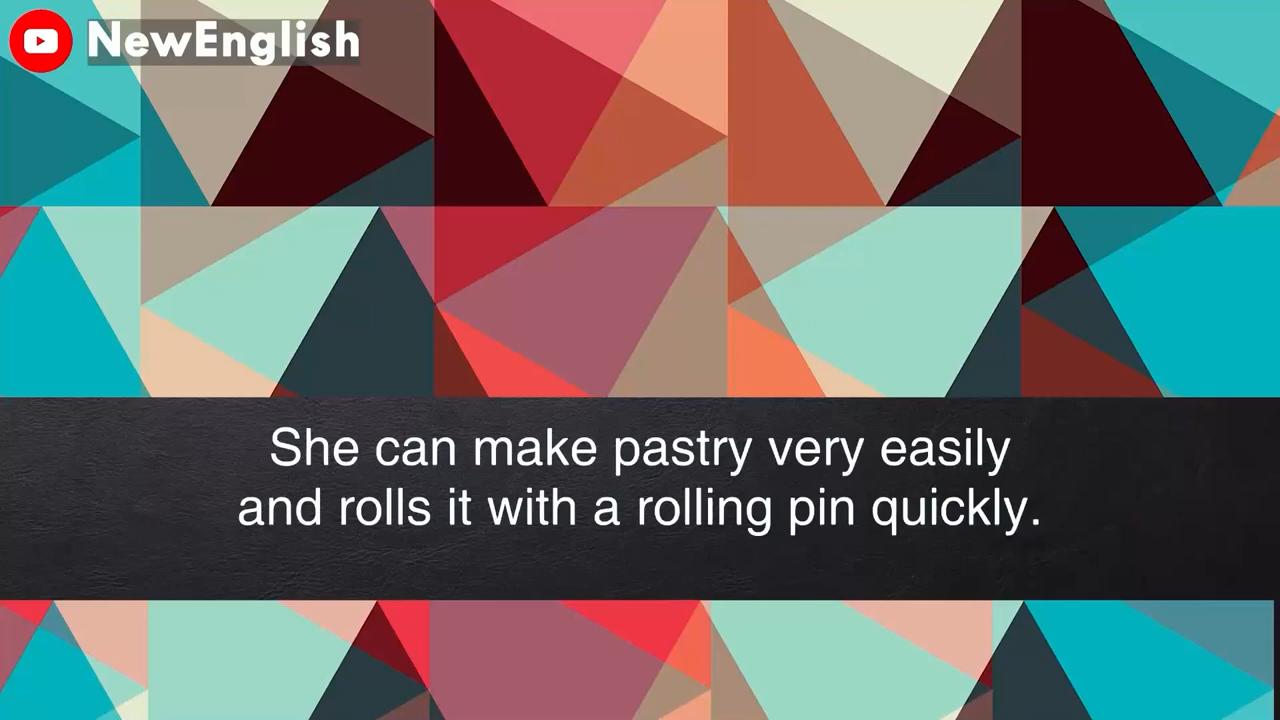 NewEnglish
She can make pastry very easily
and rolls it with a rolling pin quickly.